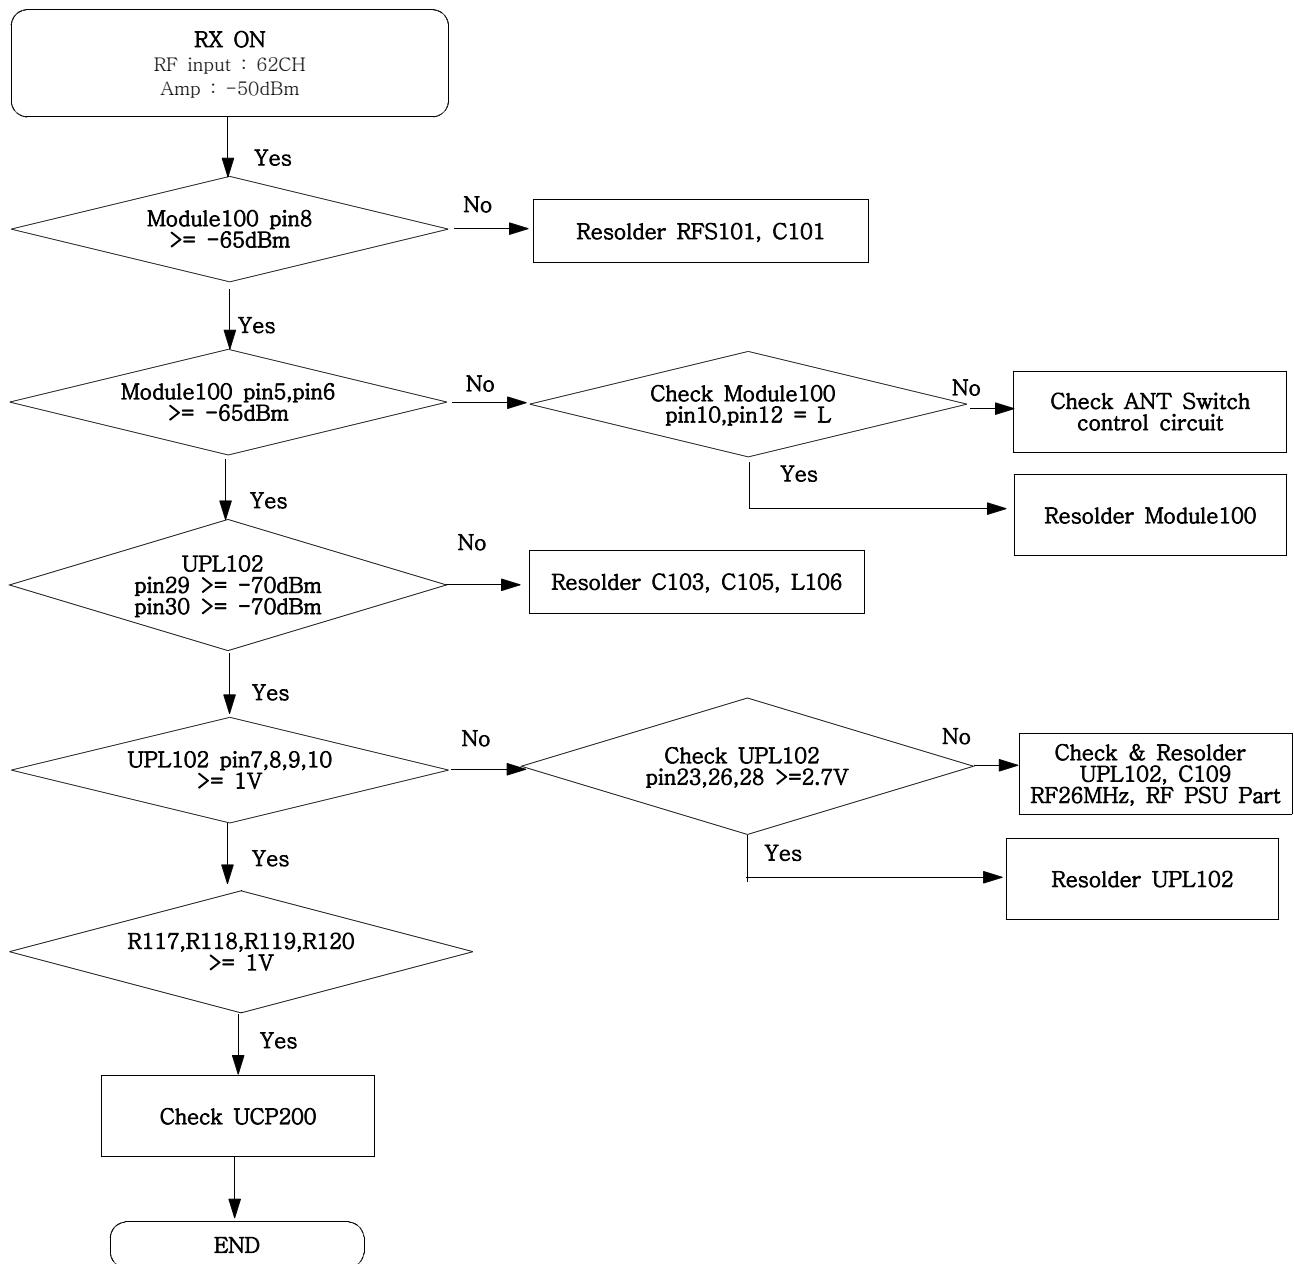 RX ON
RF input : 62CH
Amp : -50dBm
Yes
Module100 pin8
>= -65dBm
No
Resolder RFS101, C101
Yes
Module100 pin5,pin6
>= -65dBm
No
Check Module100
pin10,pin12 = L
No
Check ANT Switch
control circuit
Yes
Resolder Module100
Yes
UPL102
pin29 >= -70dBm
pin30 >= -70dBm
No
Resolder C103, C105, L106
Yes
UPL102 pin7,8,9,10
>= 1V
No
Check UPL102
pin23,26,28 >=2.7V
No
Check & Resolder
UPL102, C109
RF26MHz, RF PSU Part
Yes
Resolder UPL102
Yes
R117,R118,R119,R120
>= 1V
Yes
Check UCP200
END